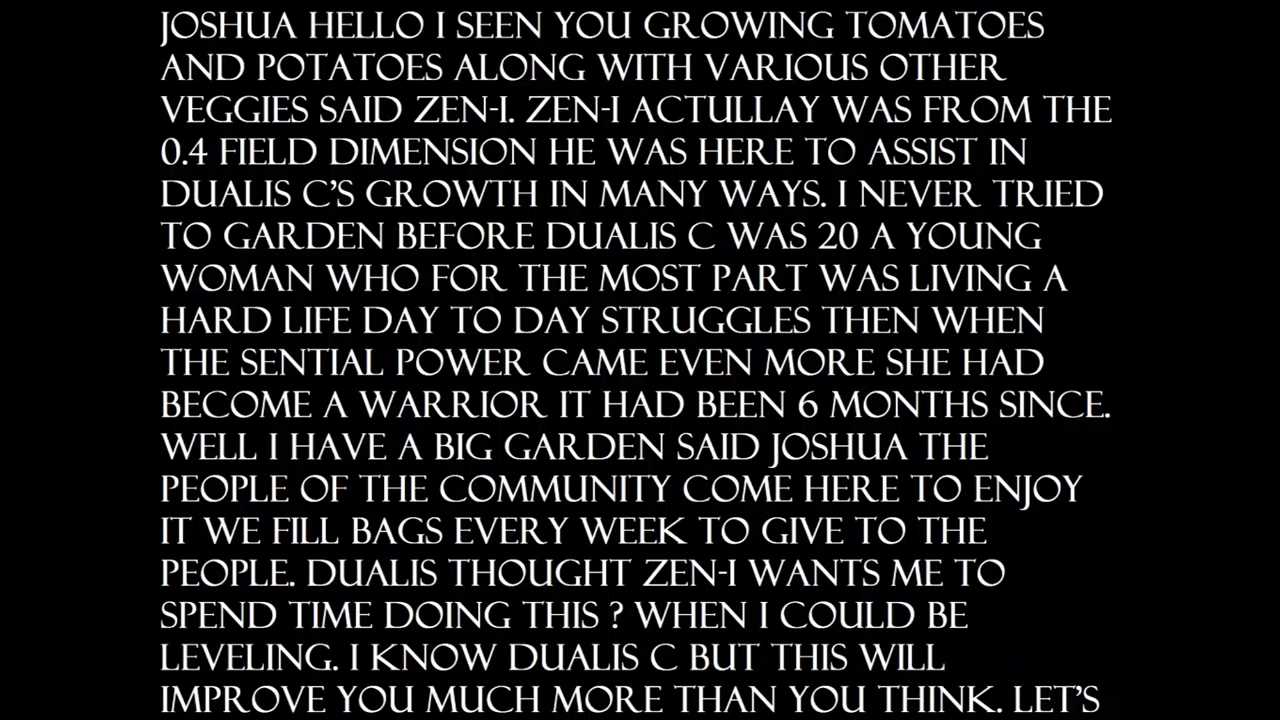 JOSHUA HELLO I SEEN YOU GROWING TOMATOES
AND POTATOES ALONG WITH VARIOUS OTHER
VEGGIES SAID ZEN-I. ZEN-I ACTULLAY WAS FROM THE
0.4 FIELD DIMENSION HE WAS HERE TO ASSIST IN
DUALIS C'S GROWTH IN MANY WAYS. I NEVER TRIED
TO GARDEN BEFORE DUALIS C WAS 20 A YOUNG
WOMAN WHO FOR THE MOST PART WAS LIVING A
HARD LIFE DAY TO DAY STRUGGLES THEN WHEN
THE SENTIAL POWER CAME EVEN MORE SHE HAD
BECOME A WARRIOR IT HAD BEEN 6 MONTHS SINCE.
WELL I HAVE A BIG GARDEN SAID JOSHUA THE
PEOPLE OF THE COMMUNITY COME HERE TO ENJOY
IT WE FILL BAGS EVERY WEEK TO GIVE TO THE
PEOPLE. DUALIS THOUGHT ZEN-I WANTS ME TO
SPEND TIME DOING THIS ? WHEN I COULD BE
LEVELING. I KNOW DUALIS C BUT THIS WILL
IMPROVE YOU MUCH MORE THAN YOU THINK. LET'S